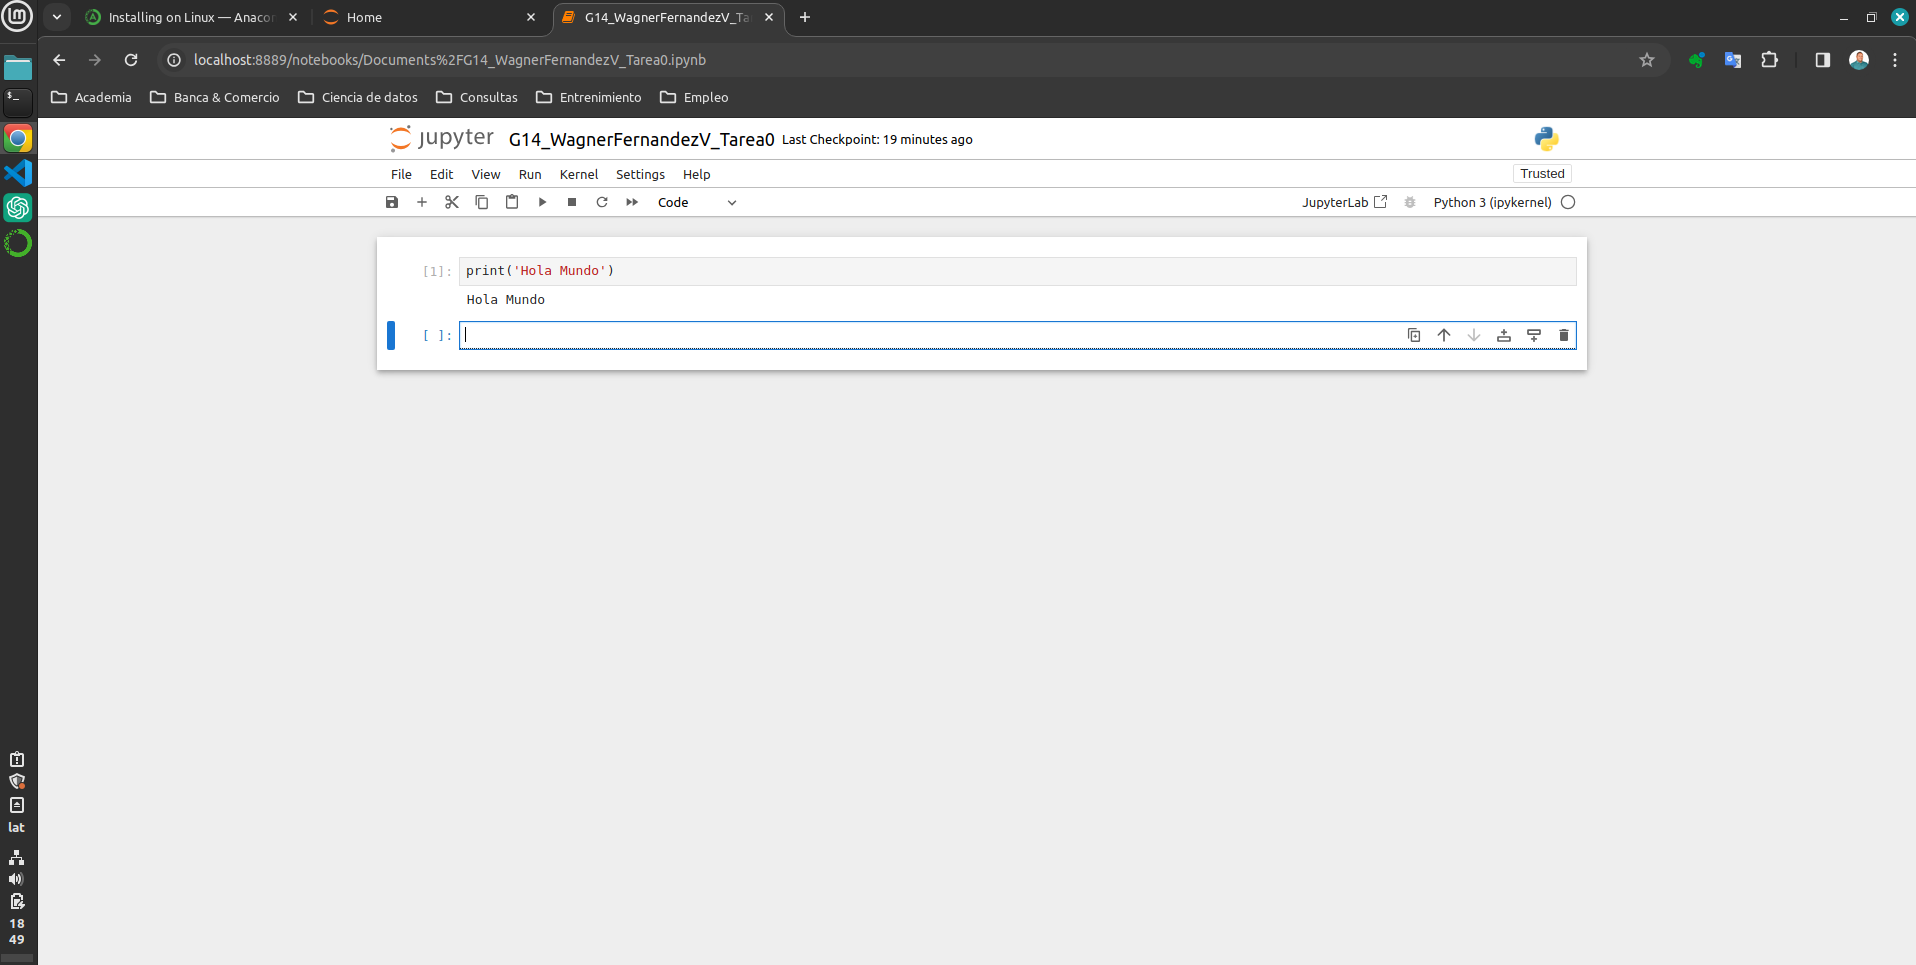 Installing on Linux — Anacon
Home
G14_WagnerFernandezV_Ta
localhost:8889/notebooks/Documents%2FG14_WagnerFernandezV_Tarea0.ipynb
Academia Banca & Comercio Ciencia de datos Consultas Entrenimiento Empleo
jupyter G14_WagnerFernandezV_Tarea0 Last Checkpoint: 19 minutes ago
File Edit View Run Kernel Settings Help
Trusted
Code
JupyterLab
Python 3 (ipykernel)
[1]: print('Hola Mundo')
Hola Mundo
[ ]:
lat
18
49